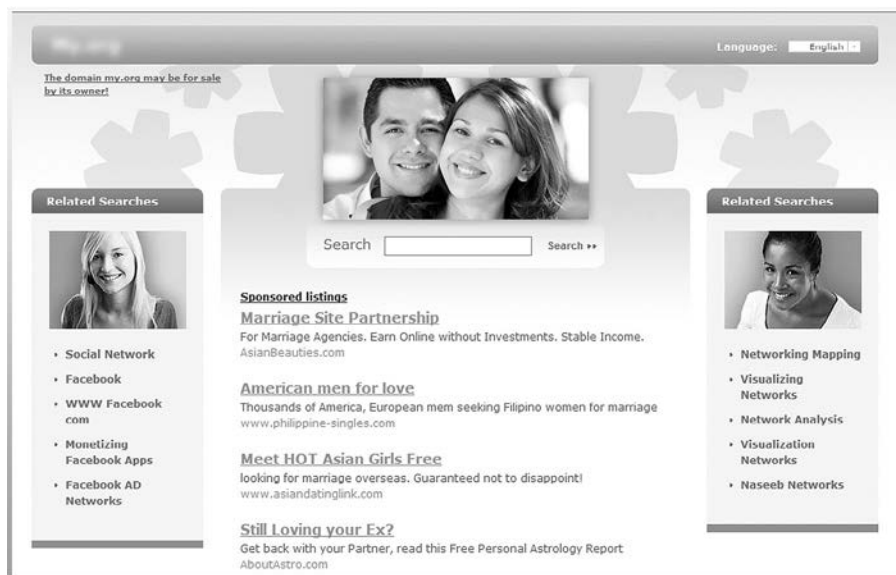 My.org
Language: English
The domain my.org may be for sale
by its owner!
Related Searches
Social Network
Facebook
WWW Facebook
com
Monetizing
Facebook Apps
Facebook AD
Networks
Search Search
Sponsored listings
Marriage Site Partnership
For Marriage Agencies. Earn Online without Investments. Stable Income.
AsianBeauties.com
American men for love
Thousands of America, European mem seeking Filipino women for marriage
www.philippine-singles.com
Meet HOT Asian Girls Free
looking for marriage overseas. Guaranteed not to disappoint!
www.asiandatinglink.com
Still Loving your Ex?
Get back with your Partner, read this Free Personal Astrology Report
AboutAstro.com
Related Searches
Networking Mapping
Visualizing
Networks
Network Analysis
Visualization
Networks
Naseeb Networks